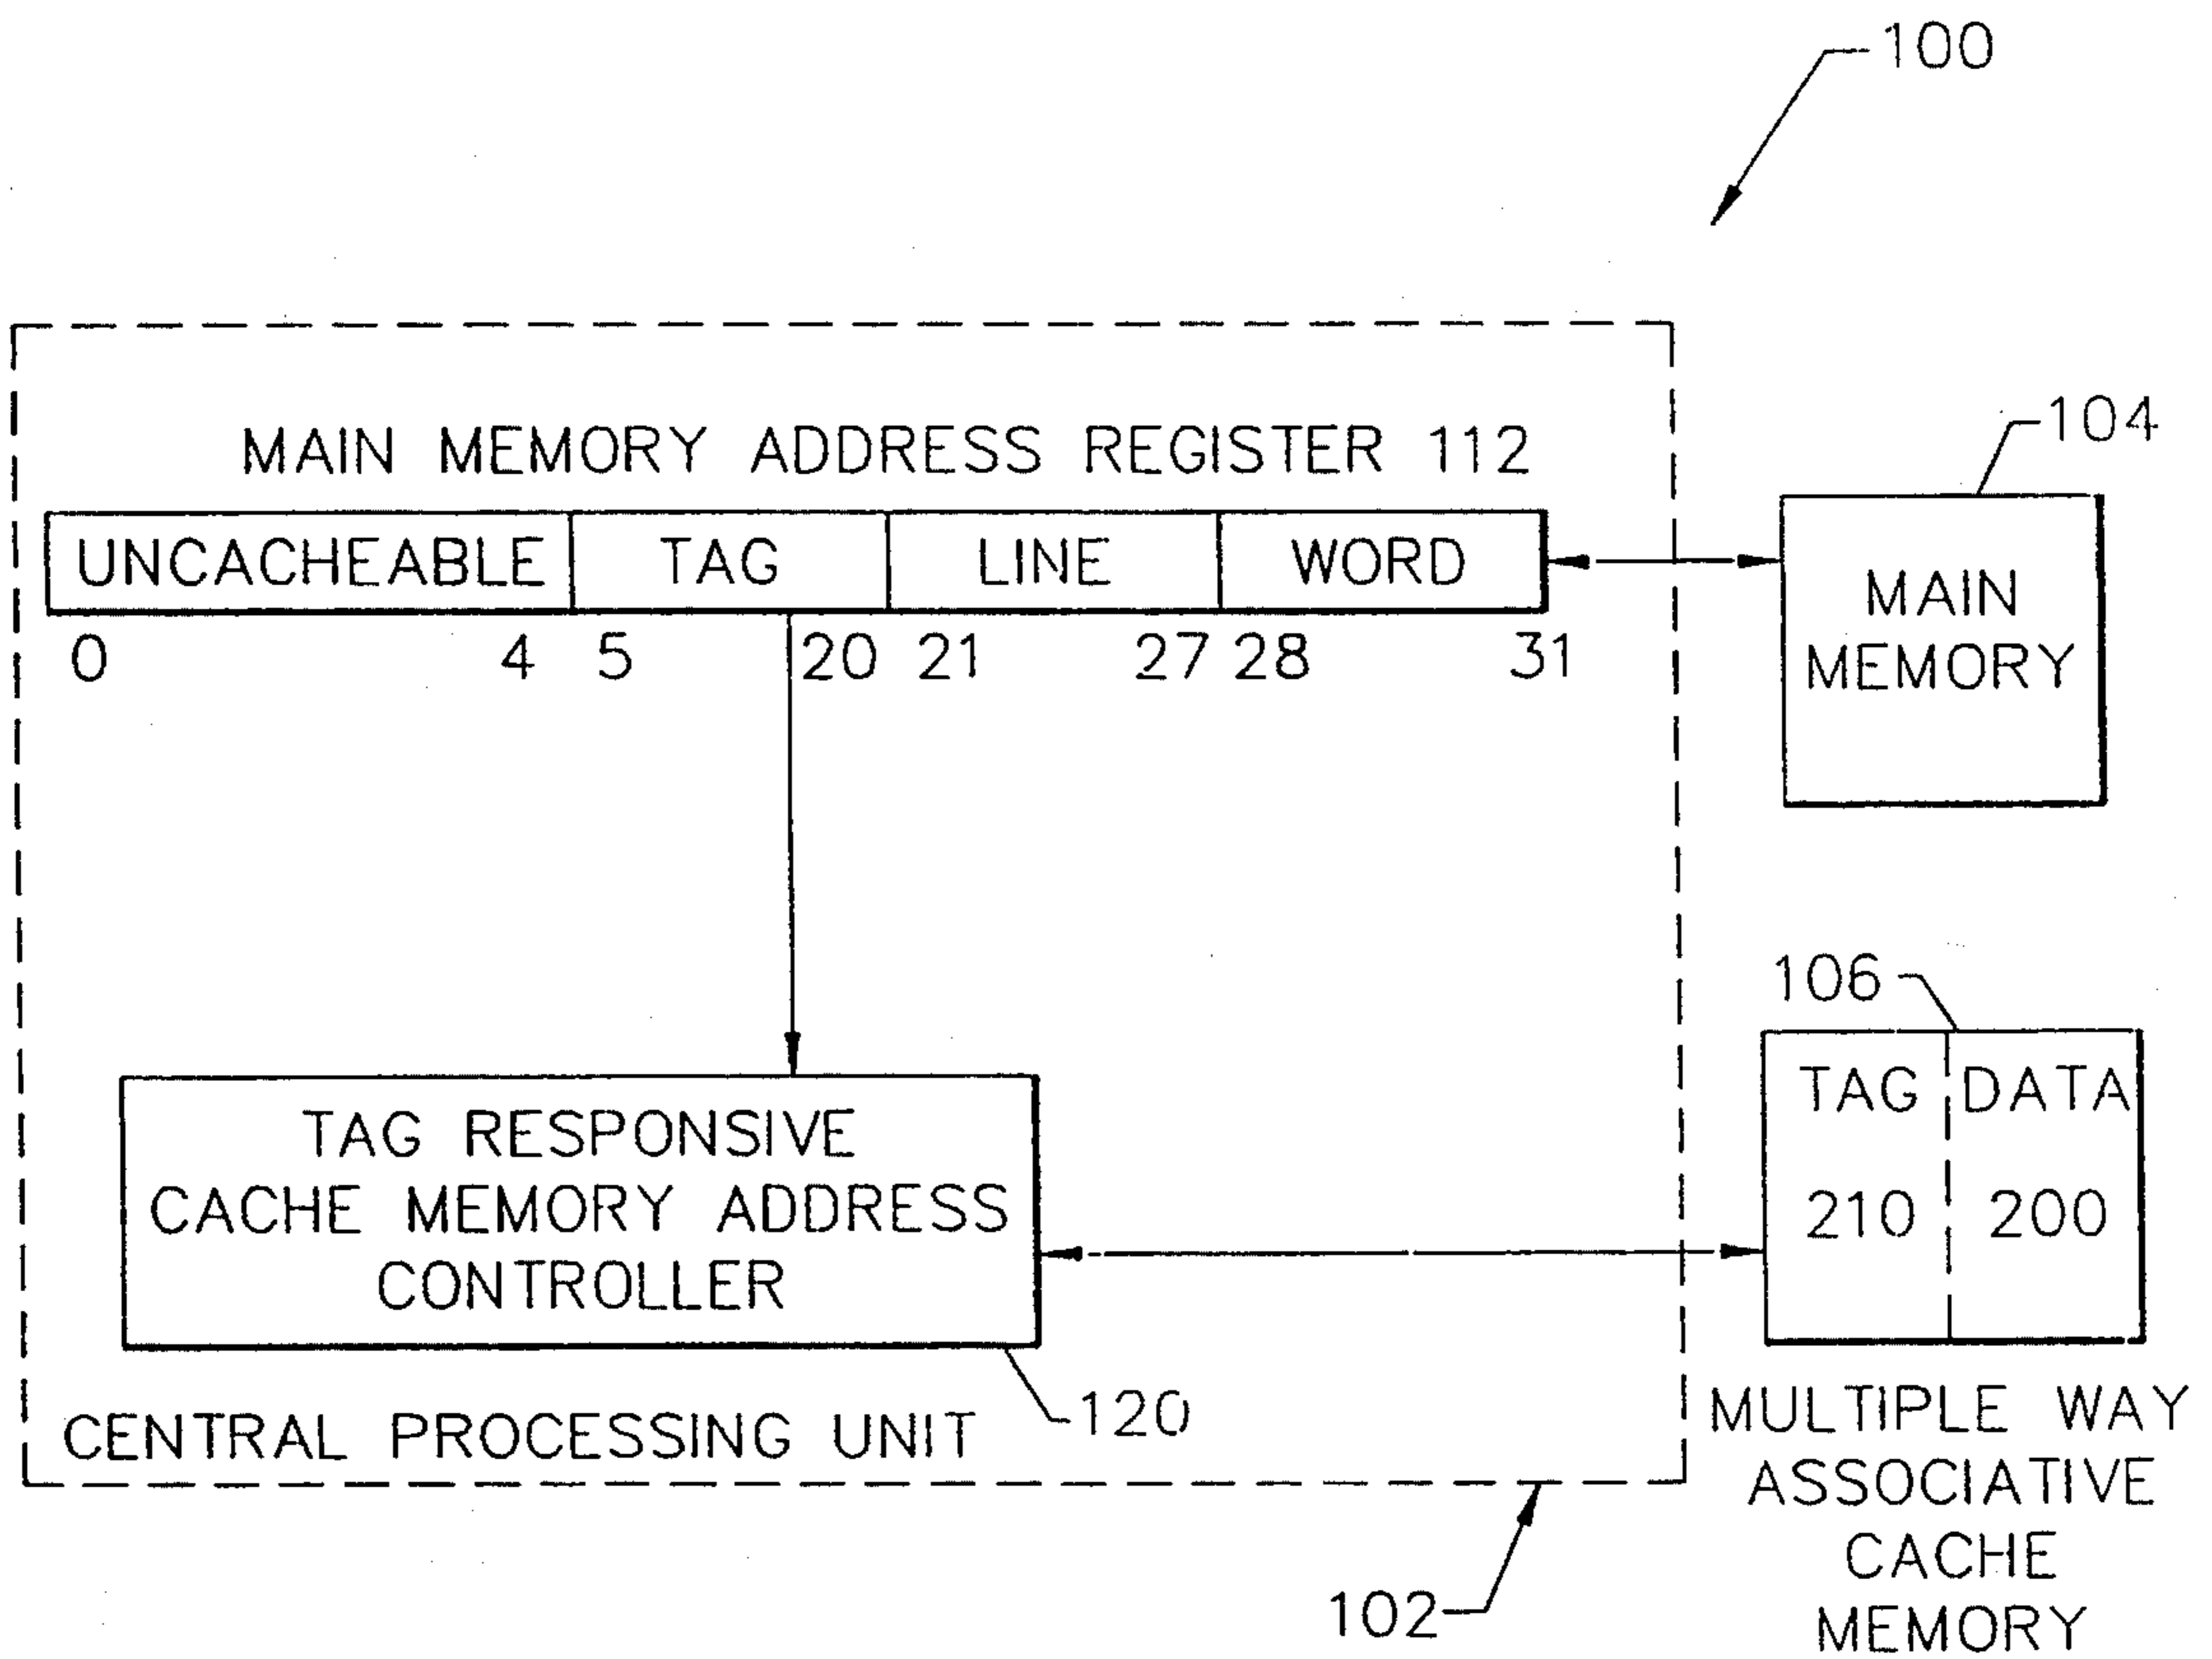 100
MAIN MEMORY ADDRESS REGISTER 112
UNCACHEABLE TAG LINE WORD
0 4 5 20 21 27 28 31
104
MAIN
MEMORY
106
TAG DATA
210 200
TAG RESPONSIVE
CACHE MEMORY ADDRESS
CONTROLLER
120
CENTRAL PROCESSING UNIT
MULTIPLE WAY
ASSOCIATIVE
CACHE
MEMORY
102